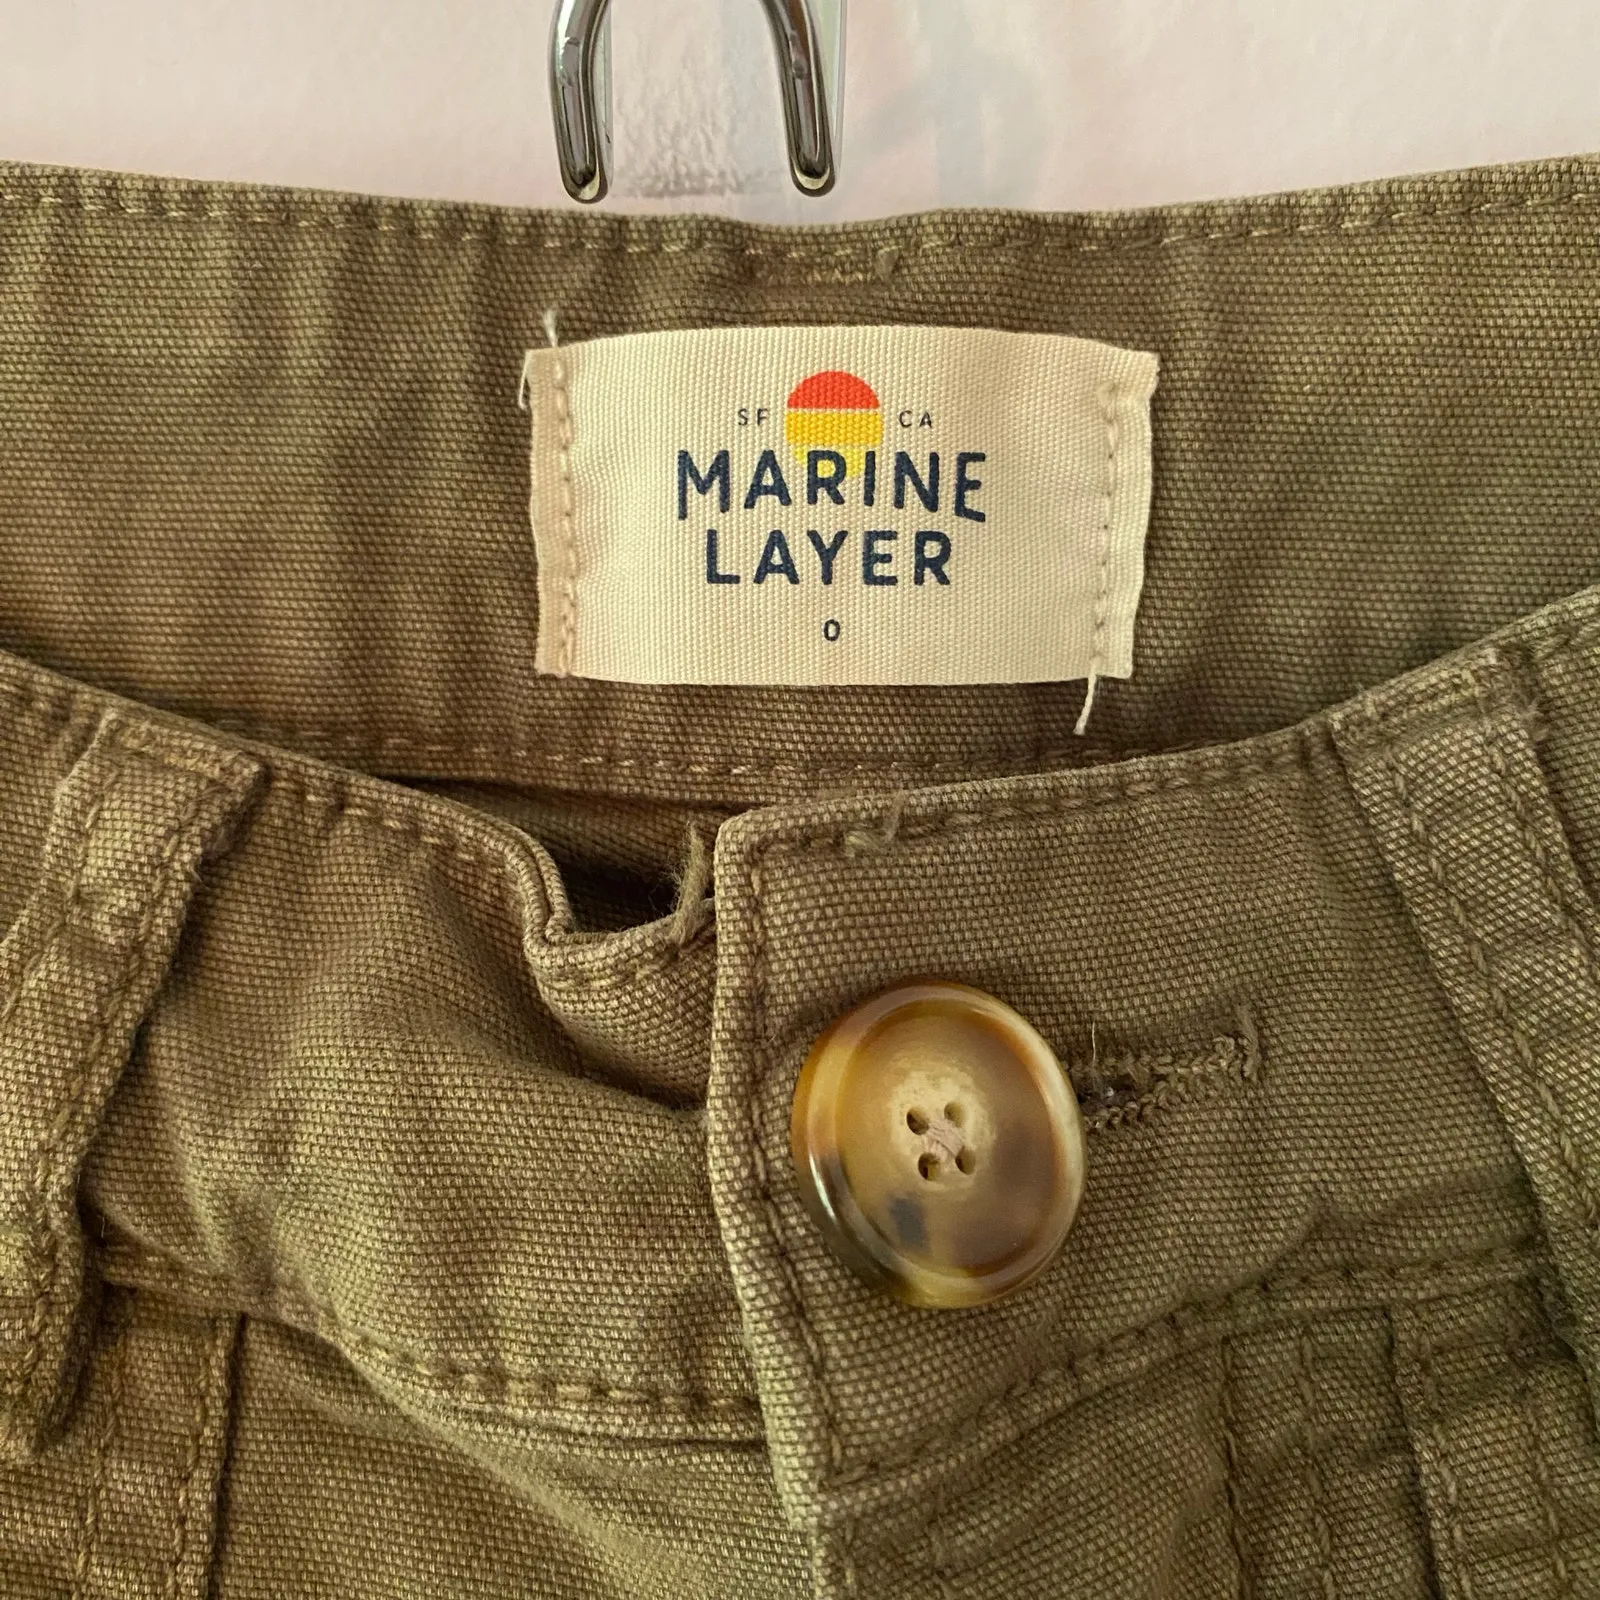 SF CA
MARINE
LAYER
0